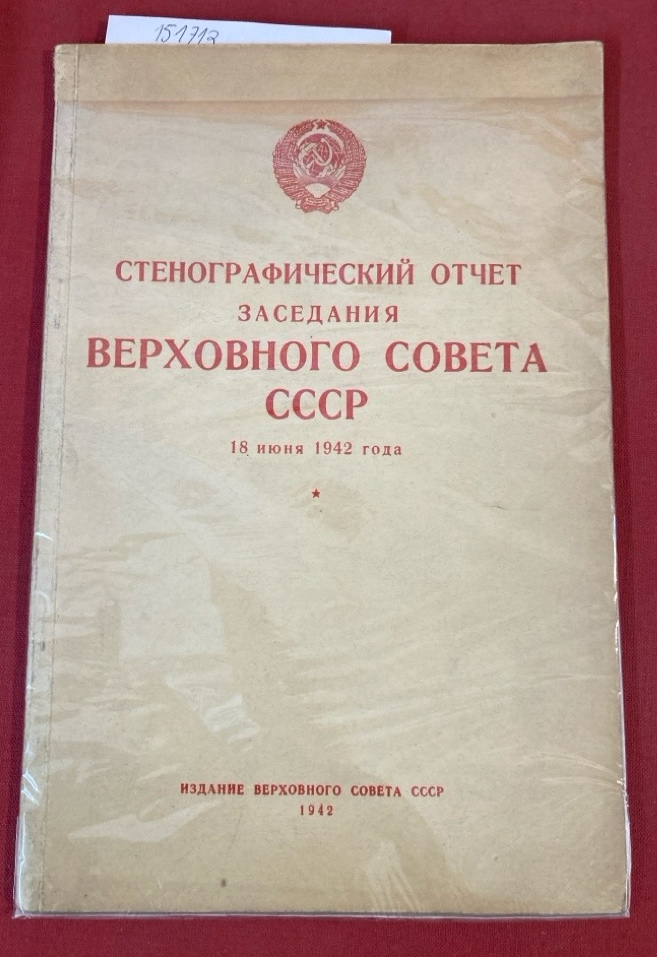 151713
СТЕНОГРАФИЧЕСКИЙ ОТЧЕТ
ЗАСЕДАНИЯ
ВЕРХОВНОГО СОВЕТА
СССР
18 июня 1942 года
ИЗДАНИЕ ВЕРХОВНОГО СОВЕТА СССР
1942